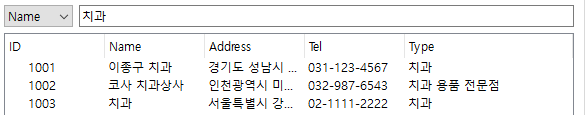 Name 치과
ID Name Address Tel Type
1001 이종구 치과 경기도 성남시 ... 031-123-4567 치과
1002 코사 치과상사 인천광역시 미... 032-987-6543 치과 용품 전문점
1003 치과 서울특별시 강... 02-1111-2222 치과